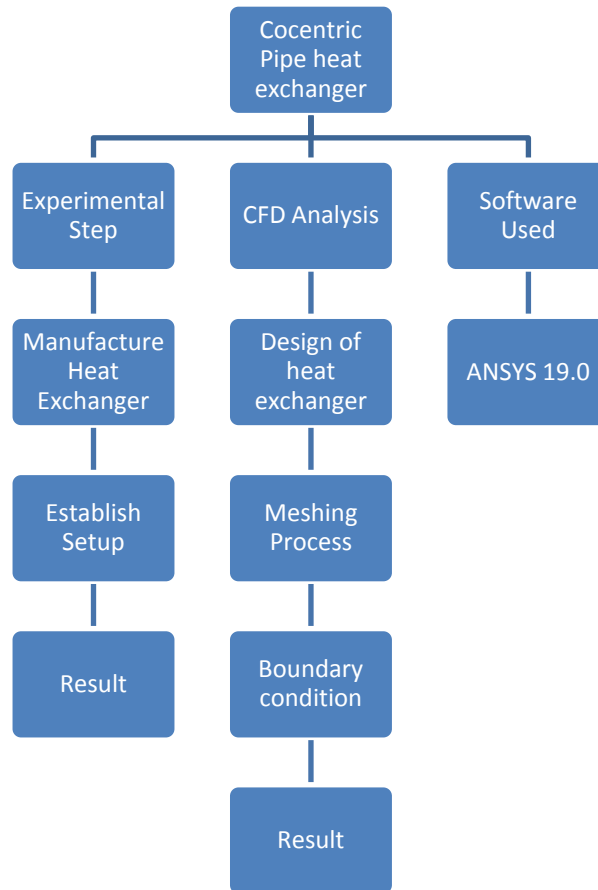 Cocentric
Pipe heat
exchanger
Experimental
Step
CFD Analysis
Software
Used
Manufacture
Heat
Exchanger
Design of
heat
exchanger
ANSYS 19.0
Establish
Setup
Meshing
Process
Result
Boundary
condition
Result